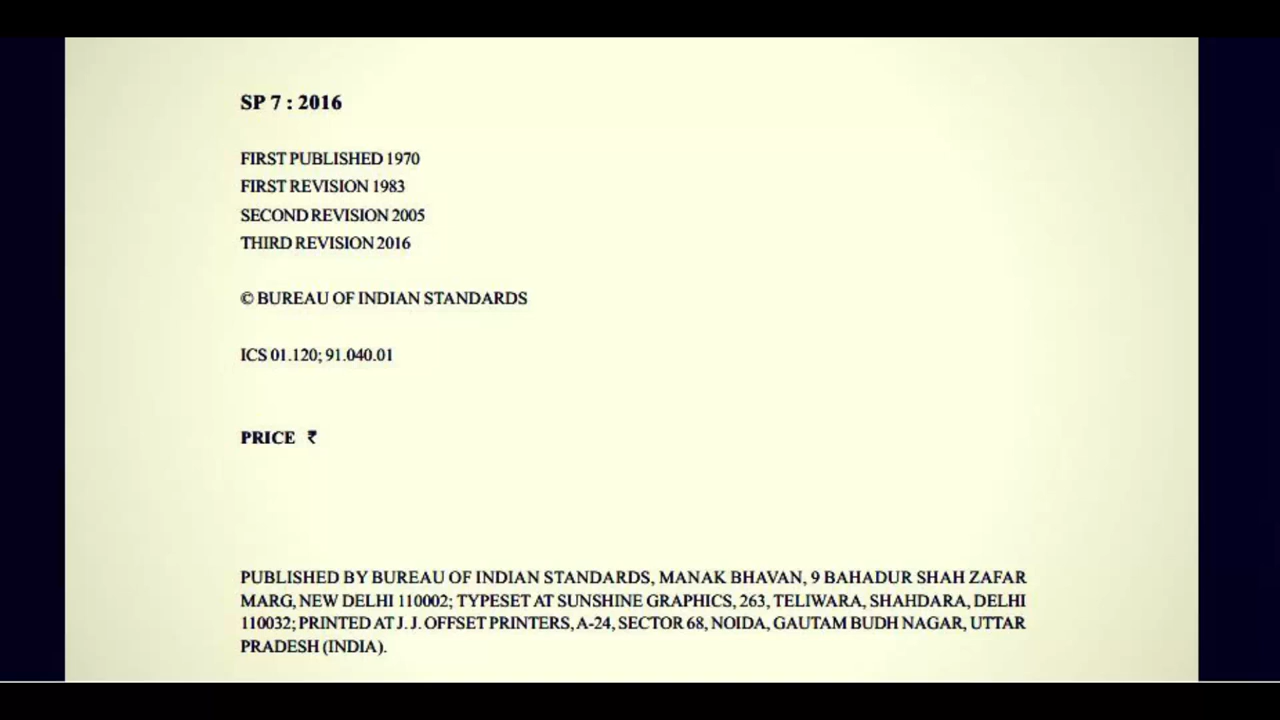 SP 7 : 2016
FIRST PUBLISHED 1970
FIRST REVISION 1983
SECOND REVISION 2005
THIRD REVISION 2016
© BUREAU OF INDIAN STANDARDS
ICS 01.120; 91.040.01
PRICE ₹
PUBLISHED BY BUREAU OF INDIAN STANDARDS, MANAK BHAVAN, 9 BAHADUR SHAH ZAFAR
MARG, NEW DELHI 110002; TYPESET AT SUNSHINE GRAPHICS, 263, TELIWARA, SHAHDARA, DELHI
110032; PRINTED AT J. J. OFFSET PRINTERS, A-24, SECTOR 68, NOIDA, GAUTAM BUDH NAGAR, UTTAR
PRADESH (INDIA).